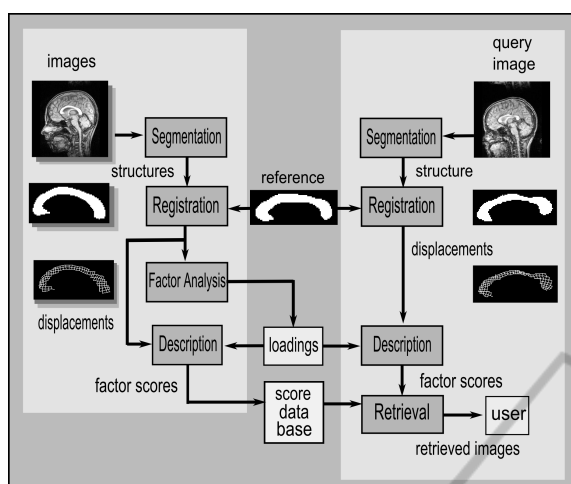 images
query
image
Segmentation
Segmentation
structures
reference
structure
Registration
Registration
displacements
Factor Analysis
displacements
Description
loadings
Description
factor scores
factor scores
score
data
base
Retrieval
user
retrieved images